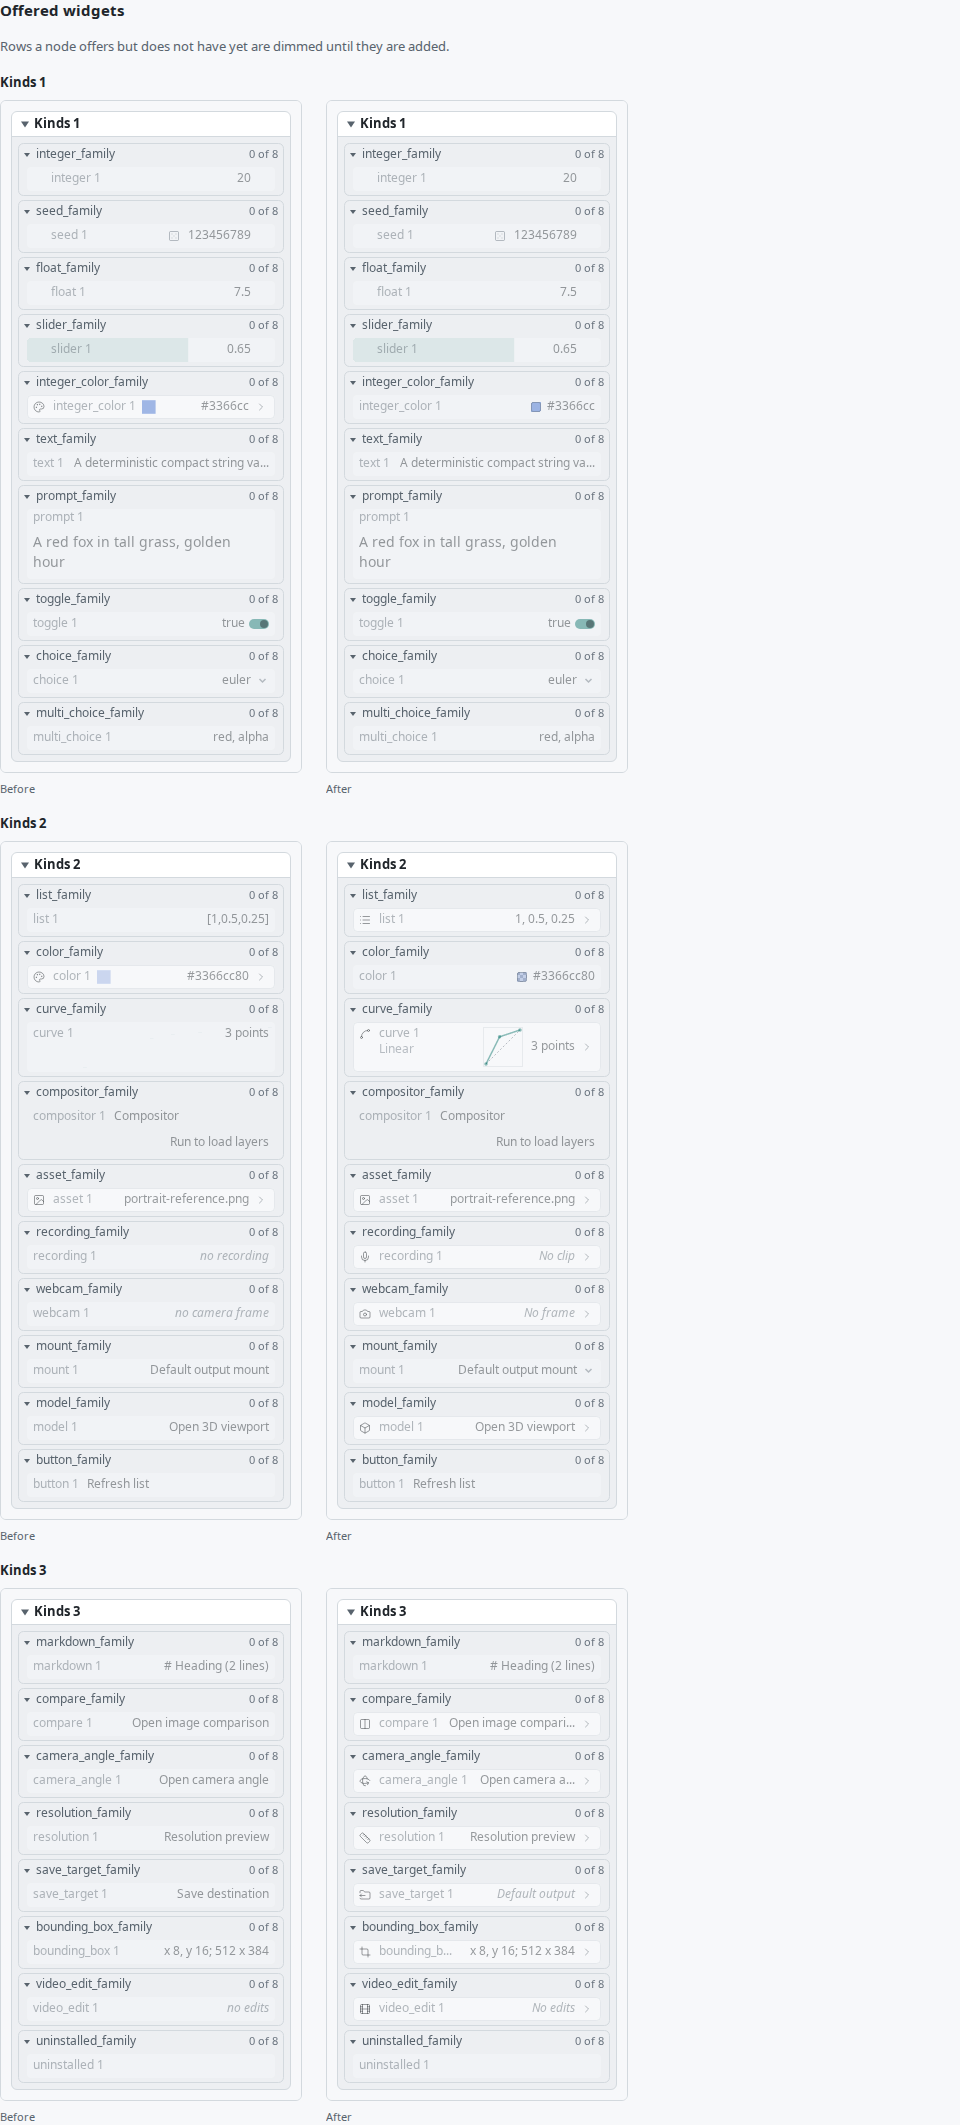 Offered widgets
Rows a node offers but does not have yet are dimmed until they are added.
Kinds 1
Kinds 1
integer_family 0 of 8
integer 1 20
seed_family 0 of 8
seed 1 123456789
float_family 0 of 8
float 1 7.5
slider_family 0 of 8
slider 1 0.65
integer_color_family 0 of 8
integer_color 1 #3366cc
text_family 0 of 8
text 1 A deterministic compact string va...
prompt_family 0 of 8
prompt 1
A red fox in tall grass, golden
hour
toggle_family 0 of 8
toggle 1 true
choice_family 0 of 8
choice 1 euler
multi_choice_family 0 of 8
multi_choice 1 red, alpha
Before
Kinds 1
integer_family 0 of 8
integer 1 20
seed_family 0 of 8
seed 1 123456789
float_family 0 of 8
float 1 7.5
slider_family 0 of 8
slider 1 0.65
integer_color_family 0 of 8
integer_color 1 #3366cc
text_family 0 of 8
text 1 A deterministic compact string va...
prompt_family 0 of 8
prompt 1
A red fox in tall grass, golden
hour
toggle_family 0 of 8
toggle 1 true
choice_family 0 of 8
choice 1 euler
multi_choice_family 0 of 8
multi_choice 1 red, alpha
After
Kinds 2
Kinds 2
list_family 0 of 8
list 1 [1,0.5,0.25]
color_family 0 of 8
color 1 #3366cc80
curve_family 0 of 8
curve 1 3 points
compositor_family 0 of 8
compositor 1 Compositor
Run to load layers
asset_family 0 of 8
asset 1 portrait-reference.png
recording_family 0 of 8
recording 1 no recording
webcam_family 0 of 8
webcam 1 no camera frame
mount_family 0 of 8
mount 1 Default output mount
model_family 0 of 8
model 1 Open 3D viewport
button_family 0 of 8
button 1 Refresh list
Before
Kinds 2
list_family 0 of 8
list 1 1, 0.5, 0.25
color_family 0 of 8
color 1 #3366cc80
curve_family 0 of 8
curve 1 3 points
Linear
compositor_family 0 of 8
compositor 1 Compositor
Run to load layers
asset_family 0 of 8
asset 1 portrait-reference.png
recording_family 0 of 8
recording 1 No clip
webcam_family 0 of 8
webcam 1 No frame
mount_family 0 of 8
mount 1 Default output mount
model_family 0 of 8
model 1 Open 3D viewport
button_family 0 of 8
button 1 Refresh list
After
Kinds 3
Kinds 3
markdown_family 0 of 8
markdown 1 # Heading (2 lines)
compare_family 0 of 8
compare 1 Open image comparison
camera_angle_family 0 of 8
camera_angle 1 Open camera angle
resolution_family 0 of 8
resolution 1 Resolution preview
save_target_family 0 of 8
save_target 1 Save destination
bounding_box_family 0 of 8
bounding_box 1 x 8, y 16; 512 x 384
video_edit_family 0 of 8
video_edit 1 no edits
uninstalled_family 0 of 8
uninstalled 1
Before
Kinds 3
markdown_family 0 of 8
markdown 1 # Heading (2 lines)
compare_family 0 of 8
compare 1 Open image compari...
camera_angle_family 0 of 8
camera_angle 1 Open camera a...
resolution_family 0 of 8
resolution 1 Resolution preview
save_target_family 0 of 8
save_target 1 Default output
bounding_box_family 0 of 8
bounding_b... x 8, y 16; 512 x 384
video_edit_family 0 of 8
video_edit 1 No edits
uninstalled_family 0 of 8
uninstalled 1
After